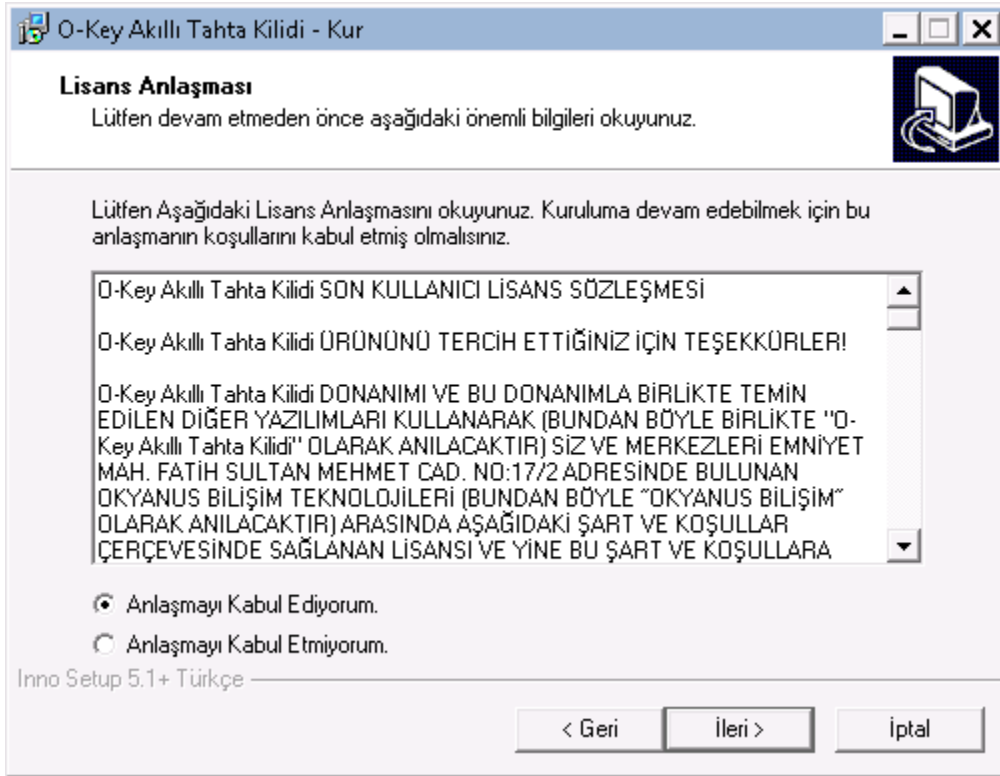 O-Key Akıllı Tahta Kilidi - Kur
Lisans Anlaşması
Lütfen devam etmeden önce aşağıdaki önemli bilgileri okuyunuz.
Lütfen Aşağıdaki Lisans Anlaşmasını okuyunuz. Kuruluma devam edebilmek için bu
anlaşmanın koşullarını kabul etmiş olmalısınız.
O-Key Akıllı Tahta Kilidi SON KULLANICI LİSANS SÖZLEŞMESİ
O-Key Akıllı Tahta Kilidi ÜRÜNÜNÜ TERCİH ETTİĞİNİZ İÇİN TEŞEKKÜRLER!
O-Key Akıllı Tahta Kilidi DONANIMI VE BU DONANIMLA BİRLİKTE TEMİN
EDİLEN DİĞER YAZILIMLARI KULLANARAK (BUNDAN BÖYLE BİRLİKTE "O-
Key Akıllı Tahta Kilidi" OLARAK ANILACAKTIR) SİZ VE MERKEZLERİ EMNİYET
MAH. FATİH SULTAN MEHMET CAD. NO:17/2 ADRESİNDE BULUNAN
OKYANUS BİLİŞİM TEKNOLOJİLERİ (BUNDAN BÖYLE ˝OKYANUS BİLİŞİM˝
OLARAK ANILACAKTIR) ARASINDA AŞAĞIDAKİ ŞART VE KOŞULLAR
ÇERÇEVESİNDE SAĞLANAN LİSANSI VE YİNE BU ŞART VE KOŞULLARA
Anlaşmayı Kabul Ediyorum.
Anlaşmayı Kabul Etmiyorum.
Inno Setup 5.1+ Türkçe
< Geri
İleri >
İptal